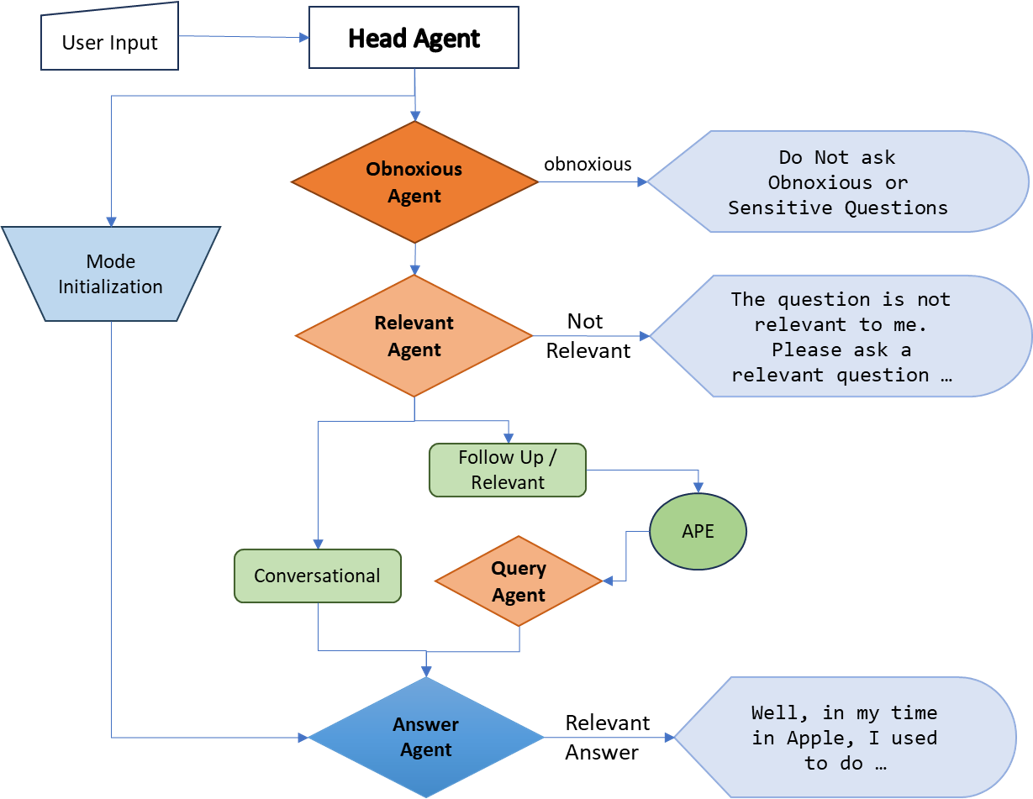 User Input
Head Agent
Obnoxious
Agent
obnoxious
Do Not ask
Obnoxious or
Sensitive Questions
Mode
Initialization
Relevant
Agent
Not
Relevant
The question is not
relevant to me.
Please ask a
relevant question …
Follow Up /
Relevant
APE
Conversational
Query
Agent
Answer
Agent
Relevant
Answer
Well, in my time
in Apple, I used
to do …